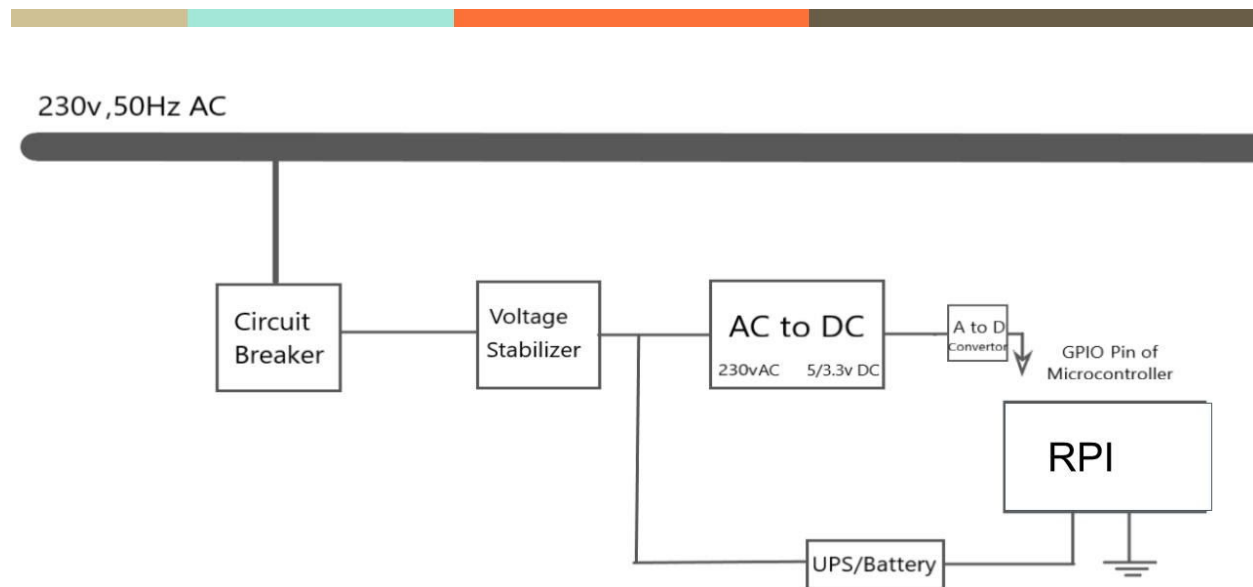 230v,50Hz AC
Circuit
Breaker
Voltage
Stabilizer
AC to DC
230vAC 5/3.3v DC
A to D
Convertor
GPIO Pin of
Microcontroller
RPI
UPS/Battery